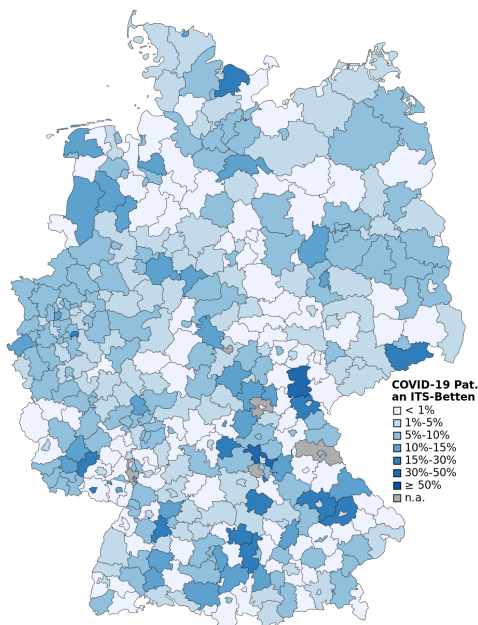 COVID-19 Pat.
an ITS-Betten
< 1%
1%-5%
5%-10%
10%-15%
15%-30%
30%-50%
≥ 50%
n.a.